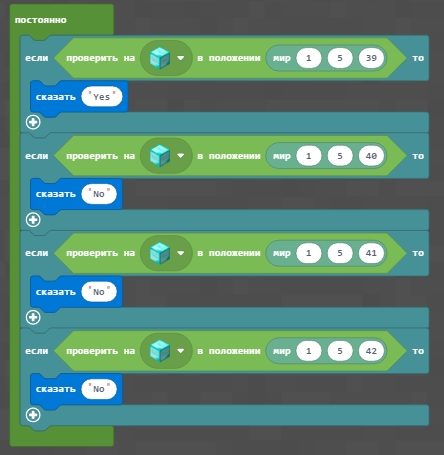 постоянно
если проверить на в положении мир 1 5 39 то
сказать "Yes"
если проверить на в положении мир 1 5 40 то
сказать "No"
если проверить на в положении мир 1 5 41 то
сказать "No"
если проверить на в положении мир 1 5 42 то
сказать "No"